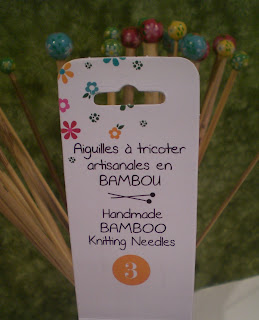 Aiguilles à tricoter
artisanales en
BAMBOU
Handmade
BAMBOO
Knitting Needles
3